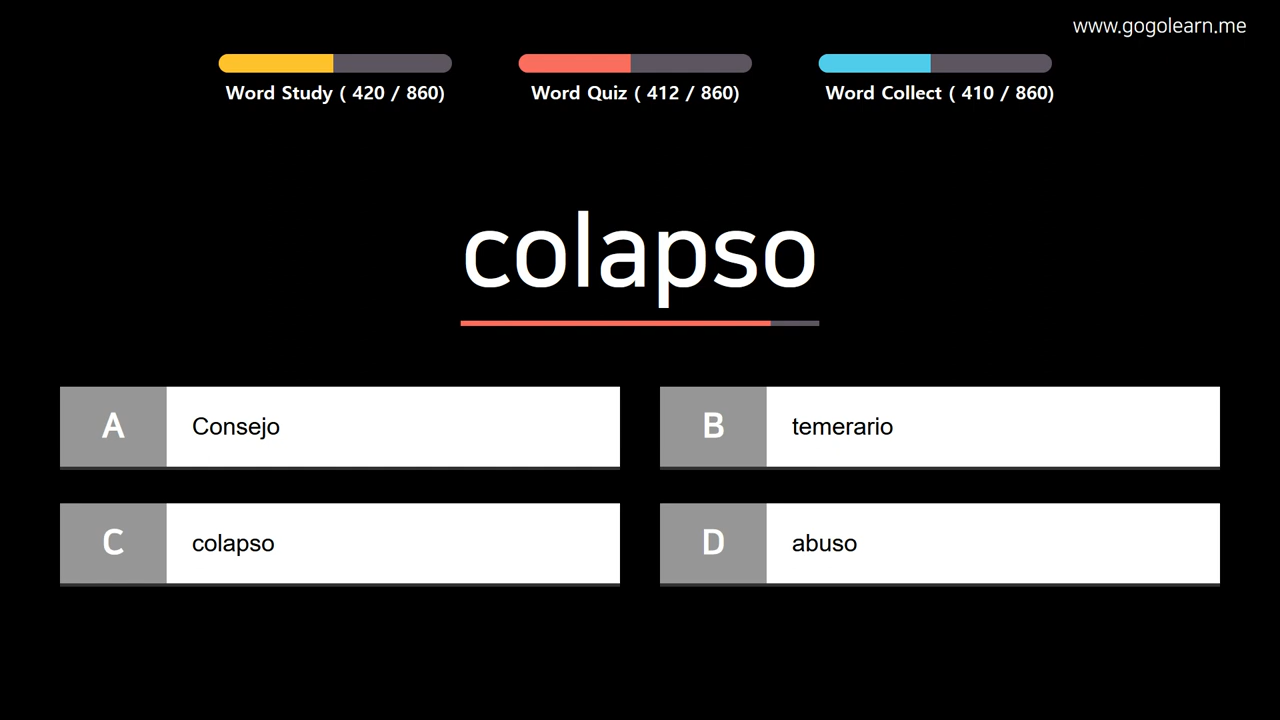 www.gogolearn.me
Word Study ( 420 / 860)
Word Quiz ( 412 / 860)
Word Collect ( 410 / 860)
colapso
A Consejo
B temerario
C colapso
D abuso